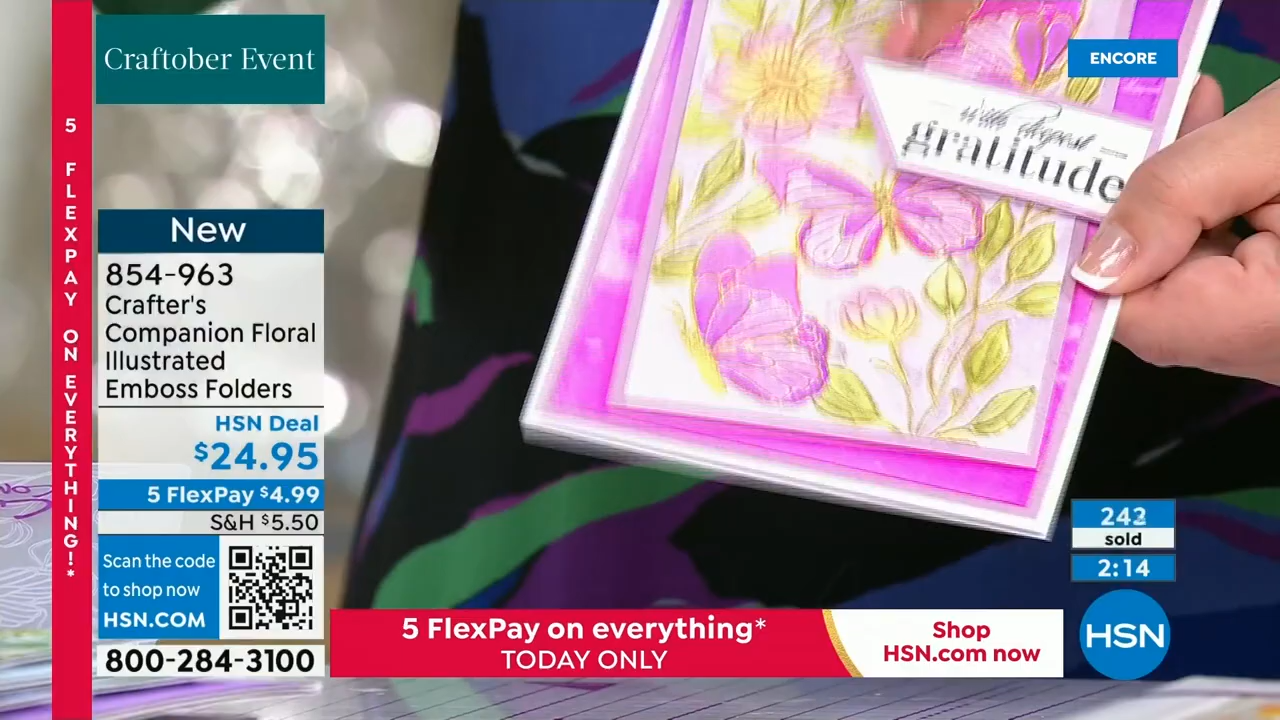 Craftober Event
5 FLEXPAY ON EVERYTHING!*
New
854-963
Crafter's
Companion Floral
Illustrated
Emboss Folders
HSN Deal
$24.95
5 FlexPay $4.99
S&H $5.50
Scan the code
to shop now
HSN.COM
800-284-3100
ENCORE
gratitude
sold
2:14
HSN
5 FlexPay on everything*
TODAY ONLY
Shop
HSN.com now